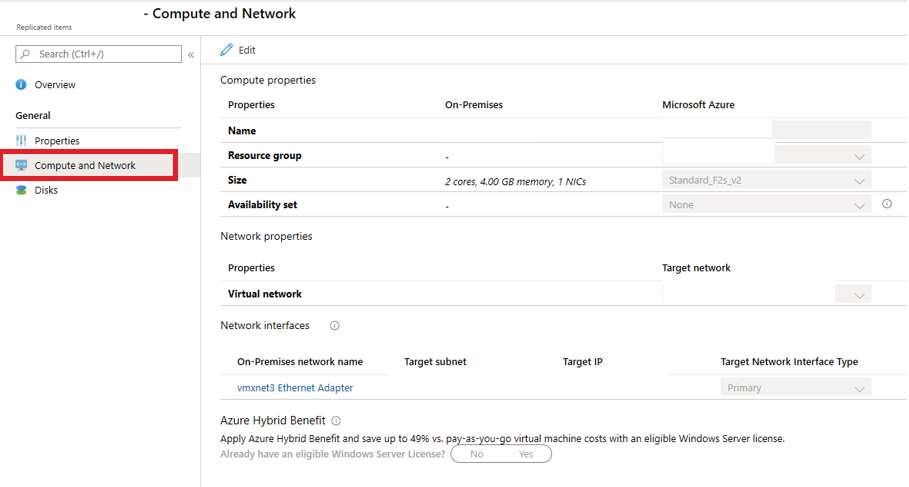 - Compute and Network
Replicated items
Search (Ctrl+/)
«
Edit
Overview
General
Properties
Compute and Network
Disks
Compute properties
Properties On-Premises Microsoft Azure
Name
Resource group -
Size 2 cores, 4.00 GB memory, 1 NICs Standard_F2s_v2
Availability set - None
Network properties
Properties Target network
Virtual network
Network interfaces
On-Premises network name Target subnet Target IP Target Network Interface Type
vmxnet3 Ethernet Adapter Primary
Azure Hybrid Benefit
Apply Azure Hybrid Benefit and save up to 49% vs. pay-as-you-go virtual machine costs with an eligible Windows Server license.
Already have an eligible Windows Server License? No Yes